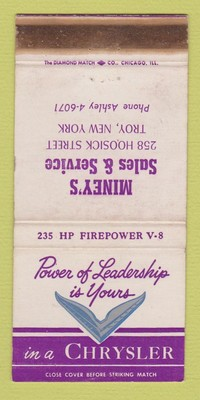 THE DIAMOND MATCH CO., CHICAGO, ILL.
MINEY'S
Sales & Service
258 HOOSICK STREET
TROY, NEW YORK
Phone Ashley 4-6071
235 HP FIREPOWER V-8
Power of Leadership
is Yours
in a CHRYSLER
CLOSE COVER BEFORE STRIKING MATCH